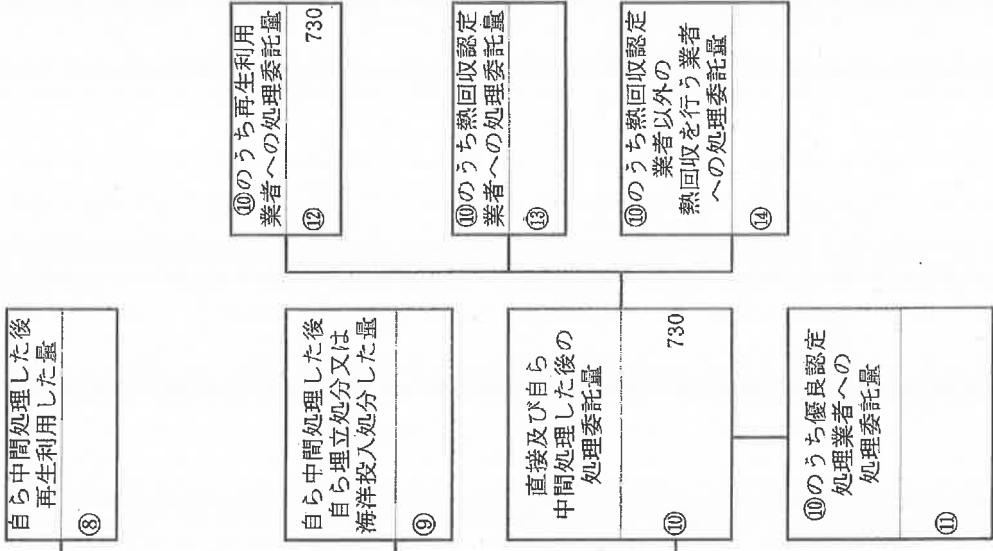 自ら中間処理した後
再生利用した量
⑧
自ら中間処理した後
自ら埋立処分又は
海洋投入処分した量
⑨
直接及び自ら
中間処理した後の
処理委託量
⑩ 730
⑩のうち優良認定
処理業者への
処理委託量
⑪
⑩のうち再生利用
業者への処理委託量
⑫ 730
⑩のうち熱回収認定
業者への処理委託量
⑬
⑩のうち熱回収認定
業者以外の
熱回収を行う業者
への処理委託量
⑭